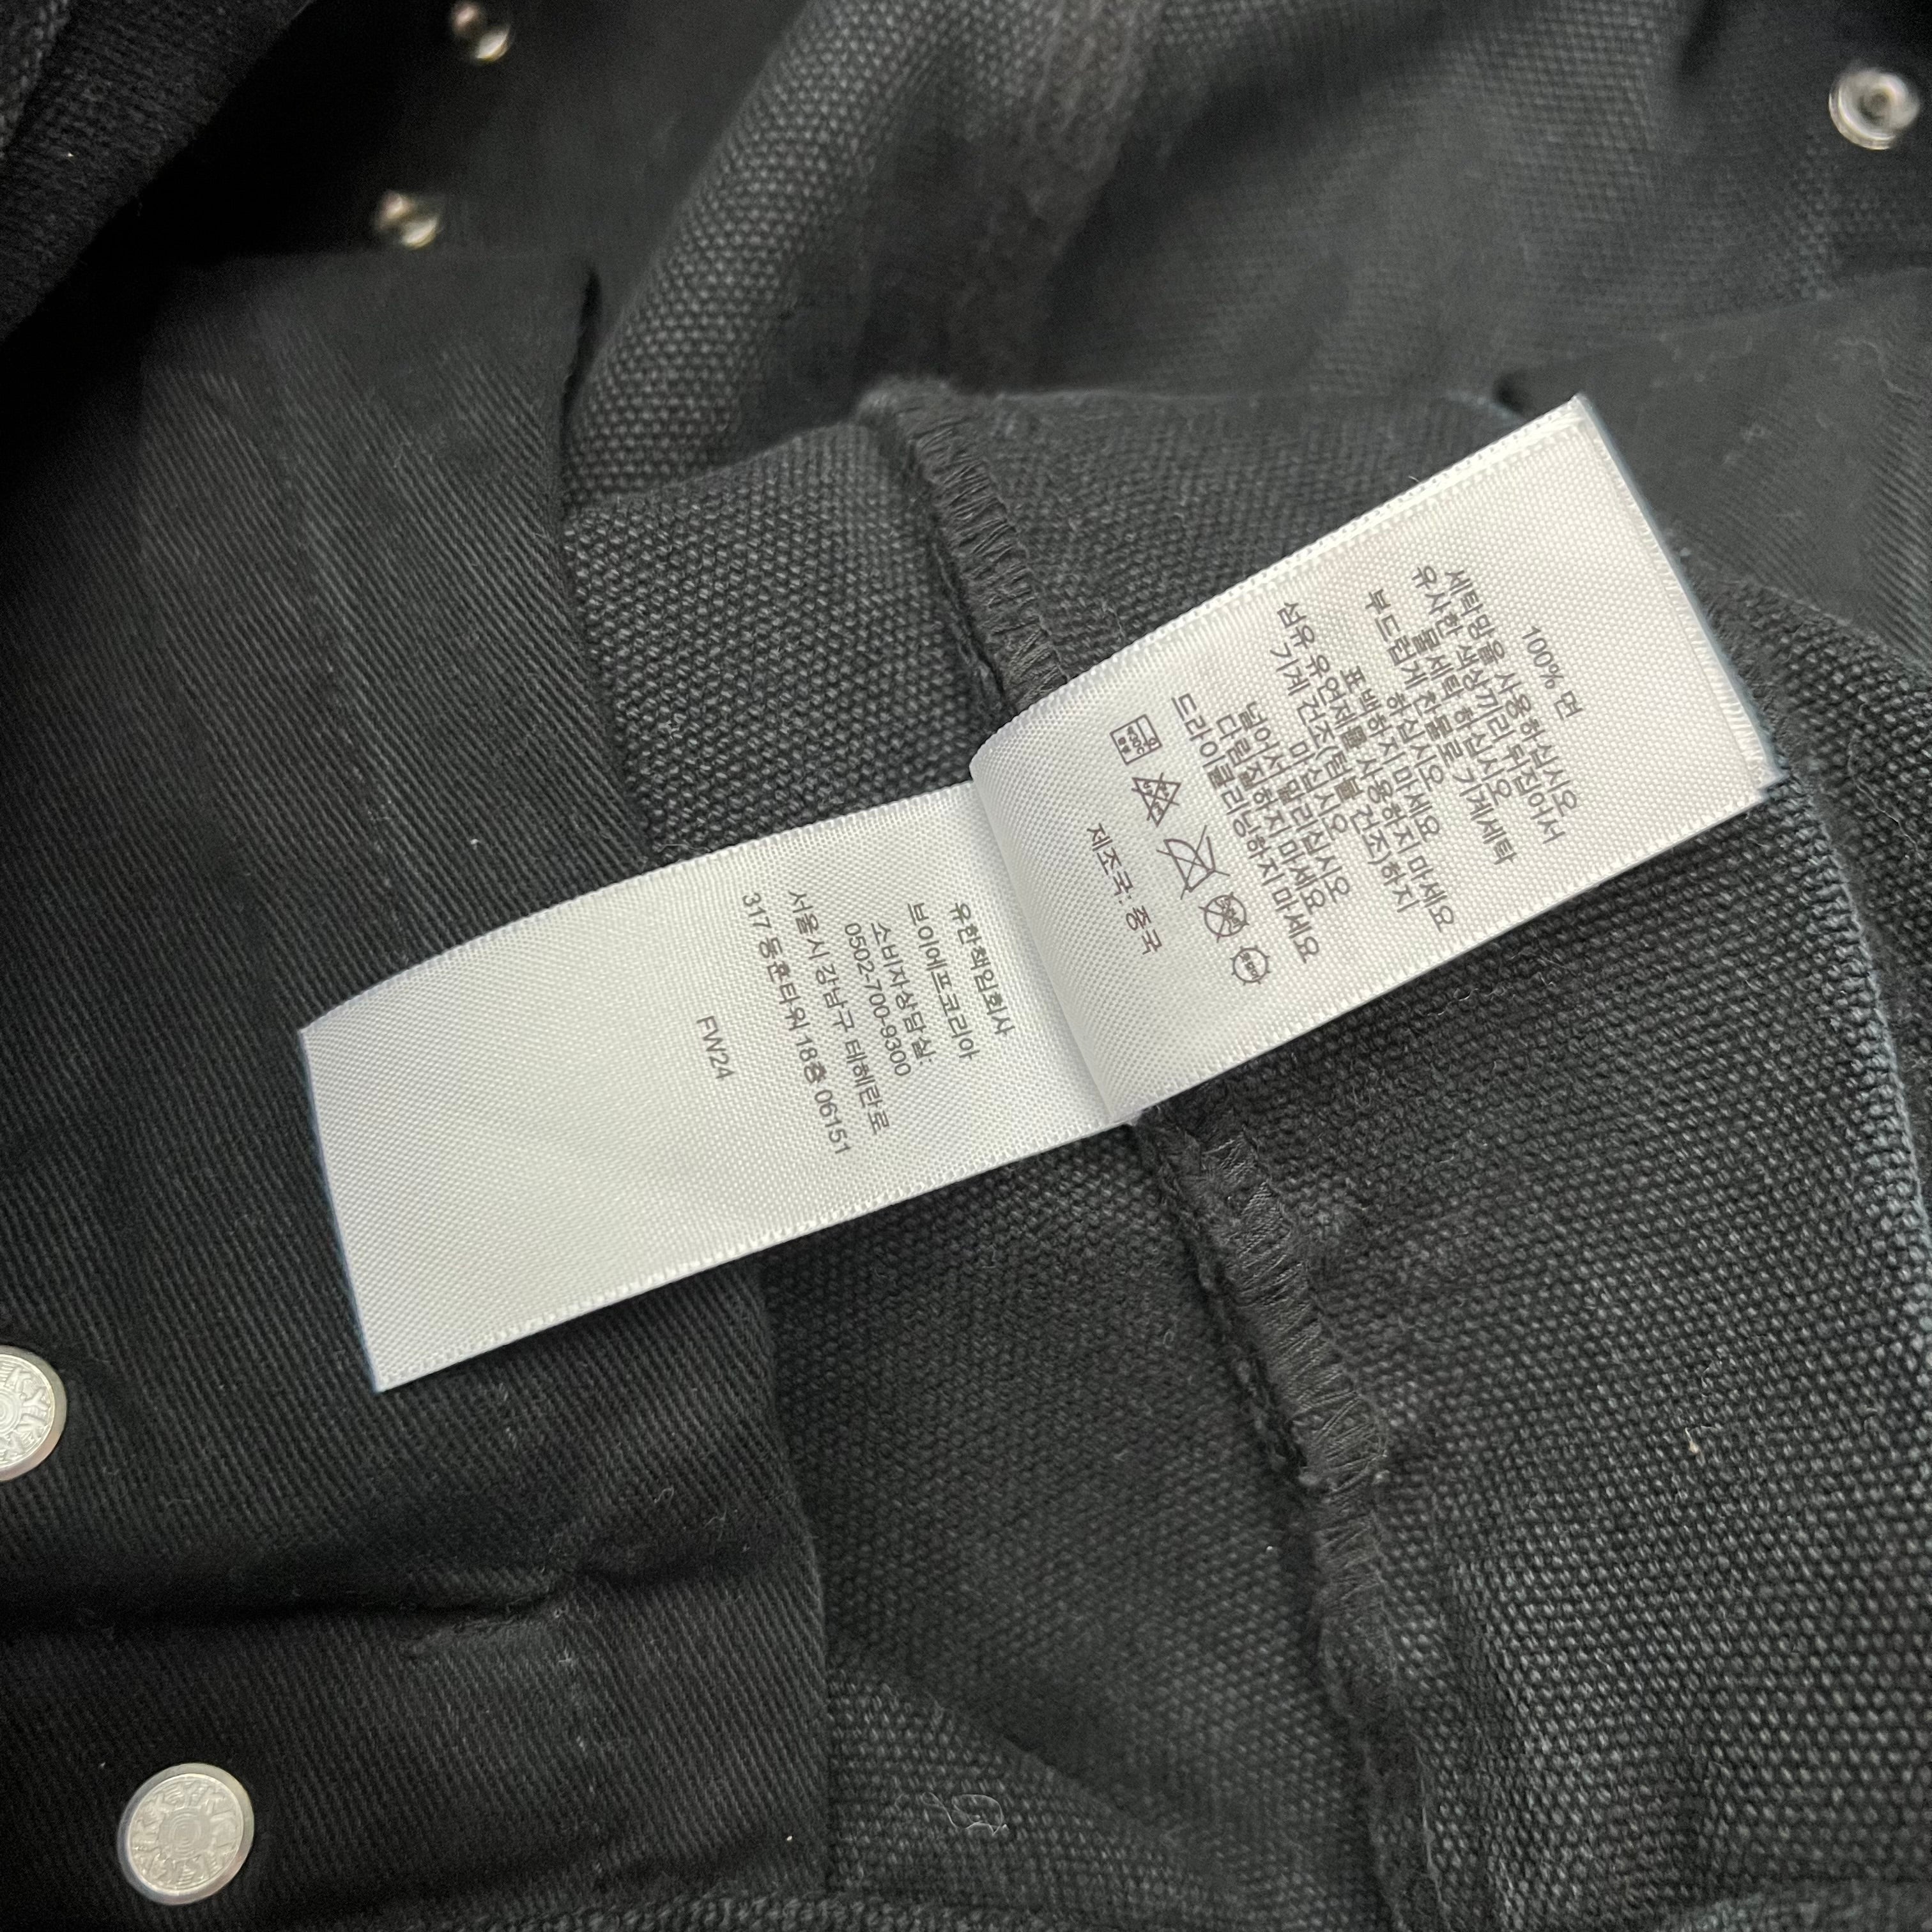 100% 면
세탁망을 사용하십시오
유사한 색상끼리 뒤집어서
물세탁 하십시오
부드럽게 찬물로 기계세탁
하십시오
표백하지 마세요
섬유 유연제를 사용하지 마세요
기계 건조(텀블 건조)하지
마십시오
널어서 말리십시오
다림질하지 마세요
드라이클리닝하지 마세요
제조국: 중국
유한책임회사
브이에프코리아
소비자상담실.
0502-700-9300
서울시 강남구 테헤란로
317 동훈타워 18층 06151
FW24